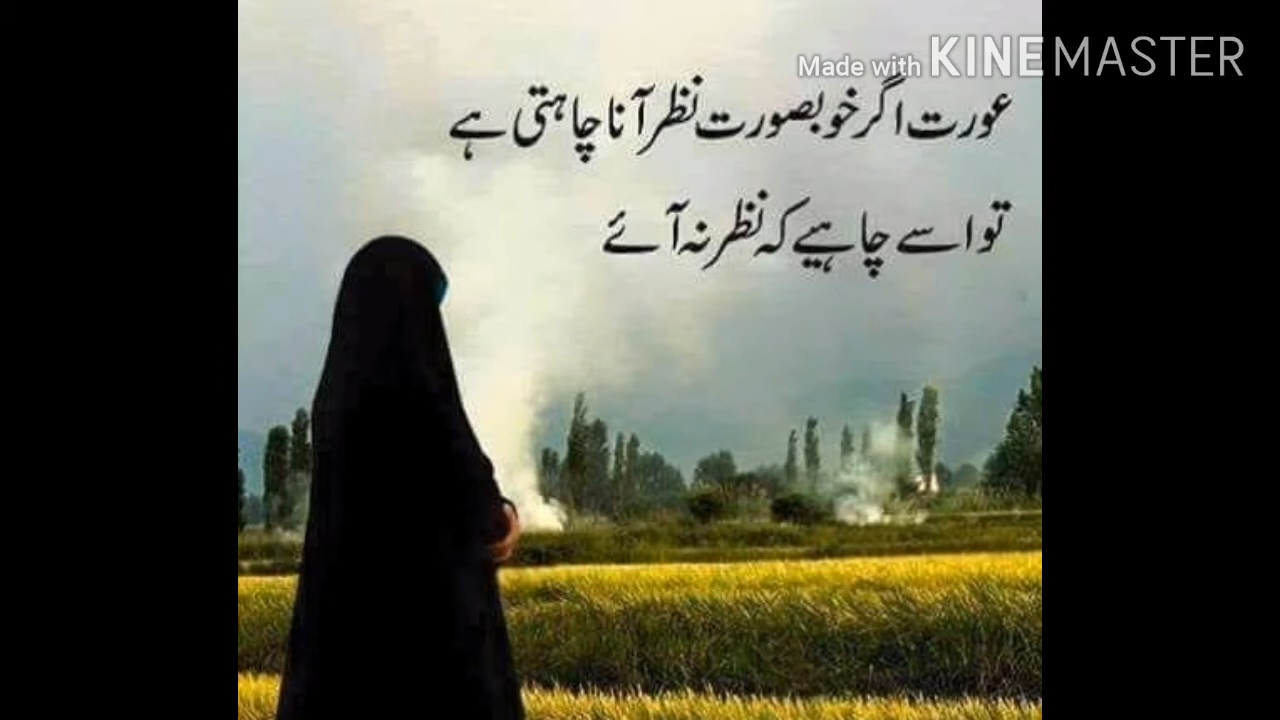 Made with KINEMASTER
عورت اگر خوبصورت نظر آنا چاہتی ہے
تو اسے چاہیے کہ نظر نہ آئے